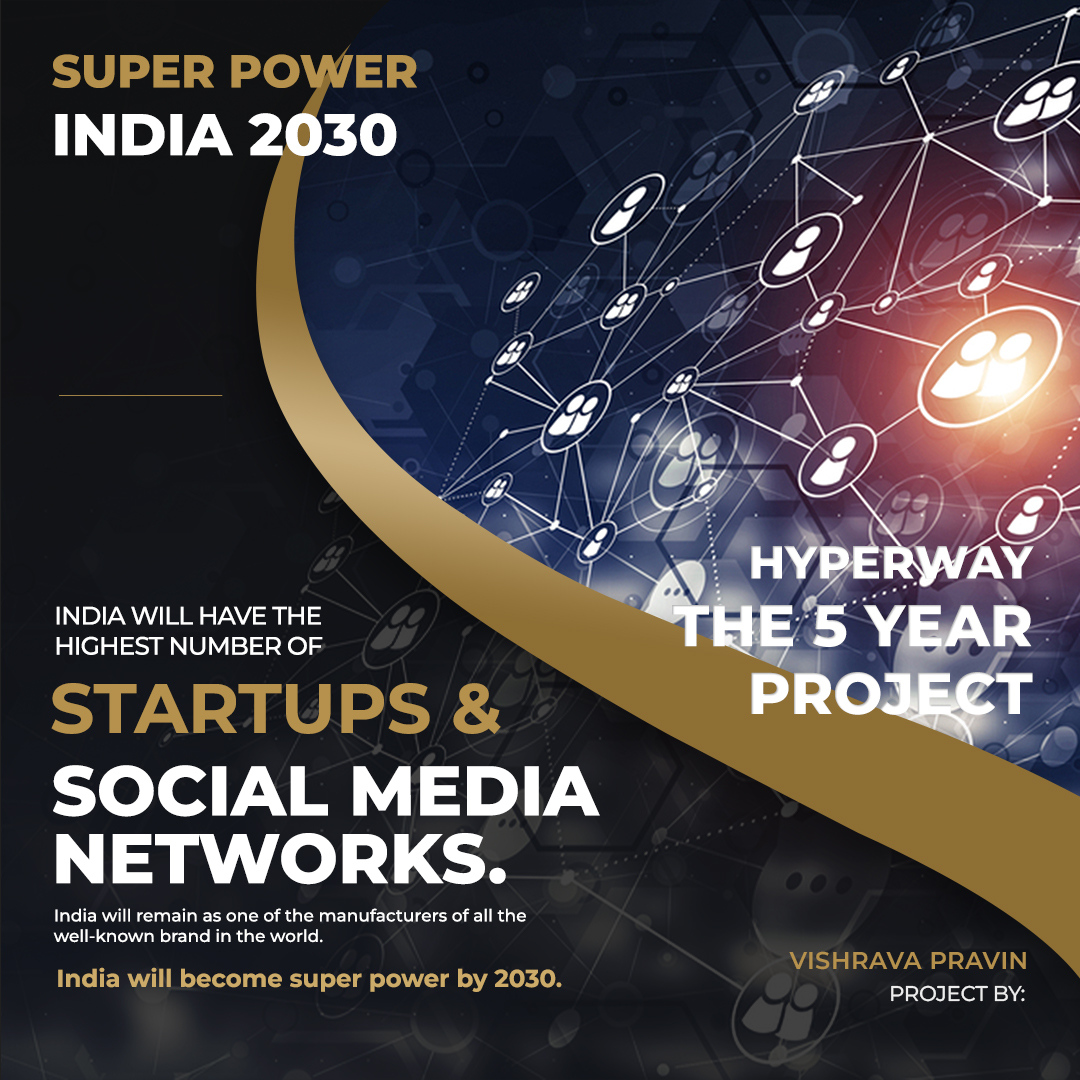 SUPER POWER
INDIA 2030
HYPERWAY
THE 5 YEAR
PROJECT
INDIA WILL HAVE THE
HIGHEST NUMBER OF
STARTUPS &
SOCIAL MEDIA
NETWORKS.
India will remain as one of the manufacturers of all the
well-known brand in the world.
India will become super power by 2030.
VISHRAVA PRAVIN
PROJECT BY: